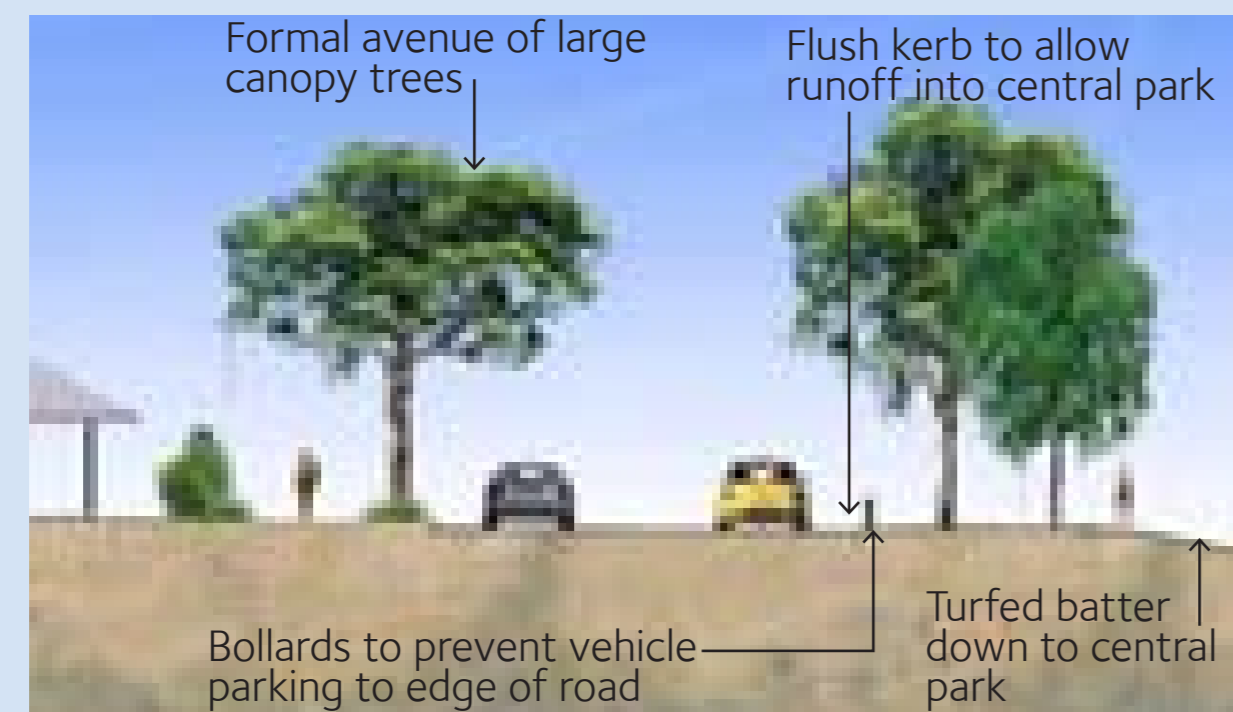 Formal avenue of large
canopy trees
Flush kerb to allow
runoff into central park
Bollards to prevent vehicle
parking to edge of road
Turfed batter
down to central
park